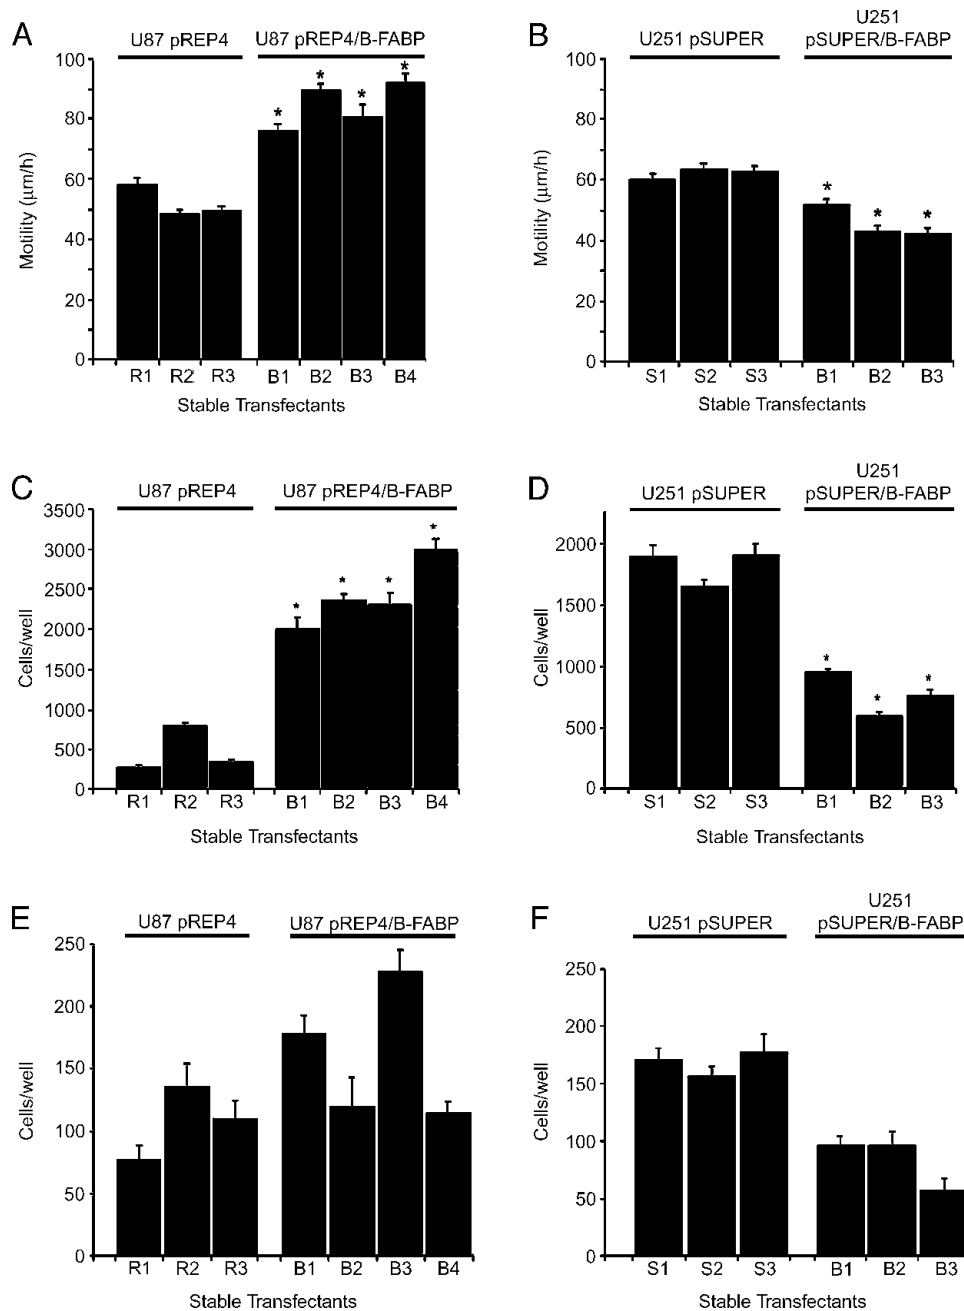 A
U87 pREP4
U87 pREP4/B-FABP
Motility (μm/h)
100
80
60
40
20
0
*
*
*
*
R1
R2
R3
B1
B2
B3
B4
Stable Transfectants
B
U251 pSUPER
U251
pSUPER/B-FABP
Motility (μm/h)
100
80
60
40
20
0
*
*
*
S1
S2
S3
B1
B2
B3
Stable Transfectants
C
U87 pREP4
U87 pREP4/B-FABP
Cells/well
3500
3000
2500
2000
1500
1000
500
0
*
*
*
*
R1
R2
R3
B1
B2
B3
B4
Stable Transfectants
D
U251 pSUPER
U251
pSUPER/B-FABP
Cells/well
2000
1500
1000
500
0
*
*
*
S1
S2
S3
B1
B2
B3
Stable Transfectants
E
U87 pREP4
U87 pREP4/B-FABP
Cells/well
250
200
150
100
50
0
R1
R2
R3
B1
B2
B3
B4
Stable Transfectants
F
U251 pSUPER
U251
pSUPER/B-FABP
Cells/well
250
200
150
100
50
0
S1
S2
S3
B1
B2
B3
Stable Transfectants